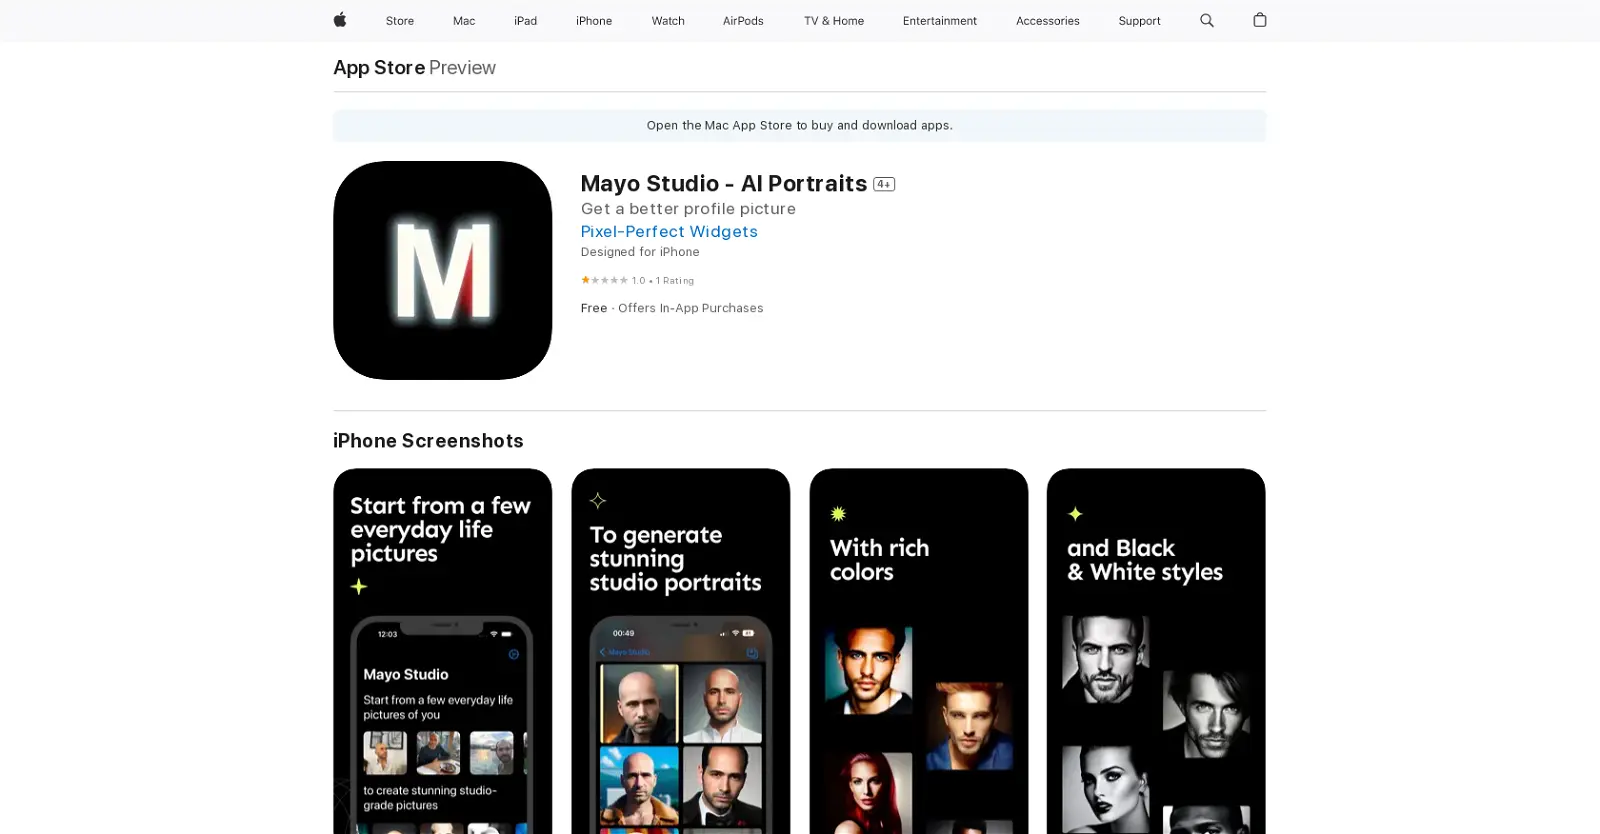 Store
Mac
iPad
iPhone
Watch
AirPods
TV & Home
Entertainment
Accessories
Support
App Store Preview
Open the Mac App Store to buy and download apps.
M
Mayo Studio - AI Portraits 4+
Get a better profile picture
Pixel-Perfect Widgets
Designed for iPhone
1.0 • 1 Rating
Free · Offers In-App Purchases
iPhone Screenshots
Start from a few
everyday life
pictures
12:03
Mayo Studio
Start from a few everyday life
pictures of you
to create stunning studio-
grade pictures
To generate
stunning
studio portraits
00:49
Mayo Studio
With rich
colors
and Black
& White styles